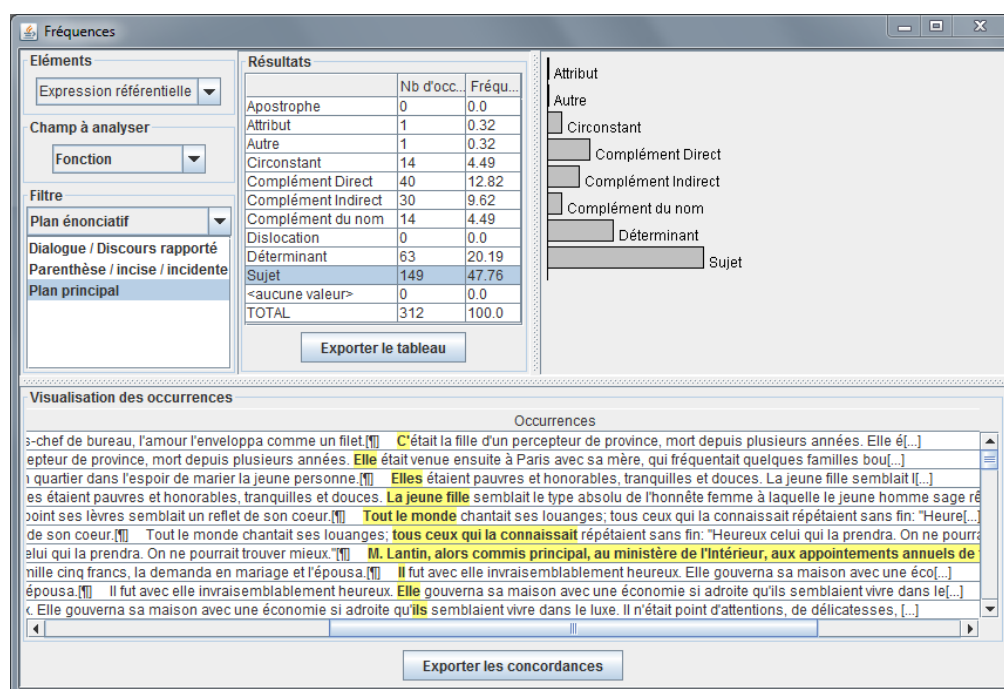 Fréquences
Eléments
Expression référentielle
Champ à analyser
Fonction
Filtre
Plan énonciatif
Dialogue / Discours rapporté
Parenthèse / incise / incidente
Plan principal
Résultats
Nb d'occ... Fréqu...
Apostrophe 0 0.0
Attribut 1 0.32
Autre 1 0.32
Circonstant 14 4.49
Complément Direct 40 12.82
Complément Indirect 30 9.62
Complément du nom 14 4.49
Dislocation 0 0.0
Déterminant 63 20.19
Sujet 149 47.76
<aucune valeur> 0 0.0
TOTAL 312 100.0
Exporter le tableau
Attribut
Autre
Circonstant
Complément Direct
Complément Indirect
Complément du nom
Déterminant
Sujet
Visualisation des occurrences
Occurrences
s-chef de bureau, l'amour l'enveloppa comme un filet.[¶] C'était la fille d'un percepteur de province, mort depuis plusieurs années. Elle é[...]
epteur de province, mort depuis plusieurs années. Elle était venue ensuite à Paris avec sa mère, qui fréquentait quelques familles bou[...]
quartier dans l'espoir de marier la jeune personne.[¶] Elles étaient pauvres et honorables, tranquilles et douces. La jeune fille semblait l[...]
es étaient pauvres et honorables, tranquilles et douces. La jeune fille semblait le type absolu de l'honnête femme à laquelle le jeune homme sage rê
point ses lèvres semblait un reflet de son coeur.[¶] Tout le monde chantait ses louanges; tous ceux qui la connaissait répétaient sans fin: "Heure[...]
de son coeur.[¶] Tout le monde chantait ses louanges; tous ceux qui la connaissait répétaient sans fin: "Heureux celui qui la prendra. On ne pourra
elui qui la prendra. On ne pourrait trouver mieux."[¶] M. Lantin, alors commis principal, au ministère de l'Intérieur, aux appointements annuels de
mille cinq francs, la demanda en mariage et l'épousa.[¶] Il fut avec elle invraisemblablement heureux. Elle gouverna sa maison avec une éco[...]
épousa.[¶] Il fut avec elle invraisemblablement heureux. Elle gouverna sa maison avec une économie si adroite qu'ils semblaient vivre dans le[...]
. Elle gouverna sa maison avec une économie si adroite qu'ils semblaient vivre dans le luxe. Il n'était point d'attentions, de délicatesses, [...]
Exporter les concordances